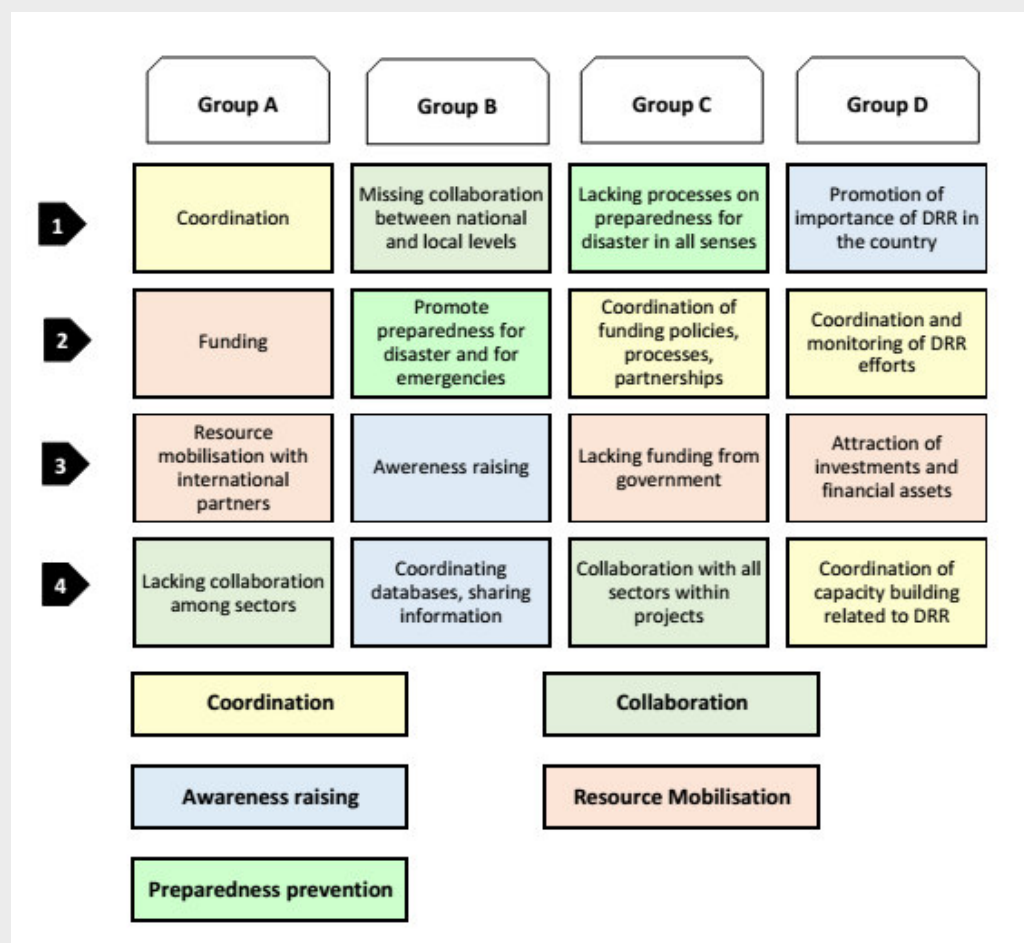 Group A
Group B
Group C
Group D
1
Coordination
Missing collaboration
between national
and local levels
Lacking processes on
preparedness for
disaster in all senses
Promotion of
importance of DRR in
the country
2
Funding
Promote
preparedness for
disaster and for
emergencies
Coordination of
funding policies,
processes,
partnerships
Coordination and
monitoring of DRR
efforts
3
Resource
mobilisation with
international
partners
Awereness raising
Lacking funding from
government
Attraction of
investments and
financial assets
4
Lacking collaboration
among sectors
Coordinating
databases, sharing
information
Collaboration with all
sectors within
projects
Coordination of
capacity building
related to DRR
Coordination
Collaboration
Awareness raising
Resource Mobilisation
Preparedness prevention